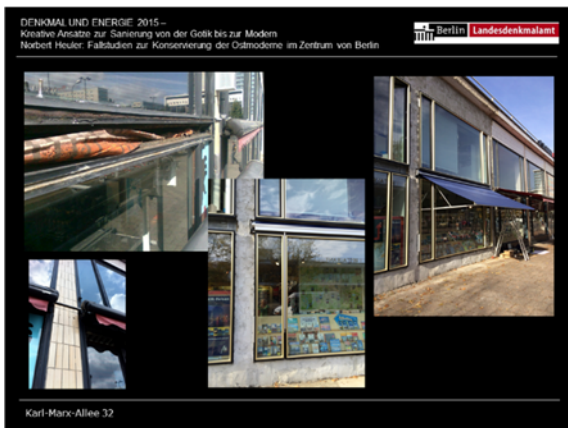 DENKMAL UND ENERGIE 2015 –
Kreative Ansätze zur Sanierung von der Gotik bis zur Modern
Norbert Heuler: Fallstudien zur Konservierung der Ostmoderne im Zentrum von Berlin
Berlin Landesdenkmalamt
Karl-Marx-Allee 32